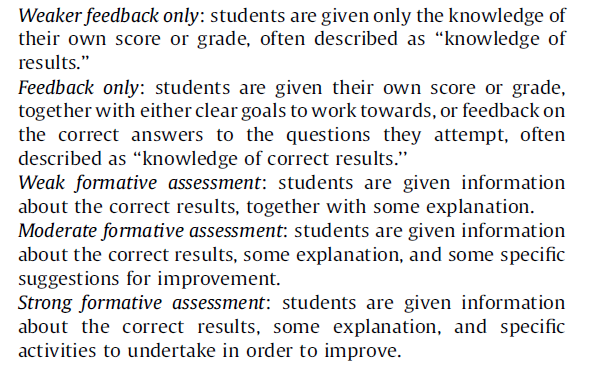 Weaker feedback only: students are given only the knowledge of
their own score or grade, often described as “knowledge of
results.”
Feedback only: students are given their own score or grade,
together with either clear goals to work towards, or feedback on
the correct answers to the questions they attempt, often
described as “knowledge of correct results.’’
Weak formative assessment: students are given information
about the correct results, together with some explanation.
Moderate formative assessment: students are given information
about the correct results, some explanation, and some specific
suggestions for improvement.
Strong formative assessment: students are given information
about the correct results, some explanation, and specific
activities to undertake in order to improve.